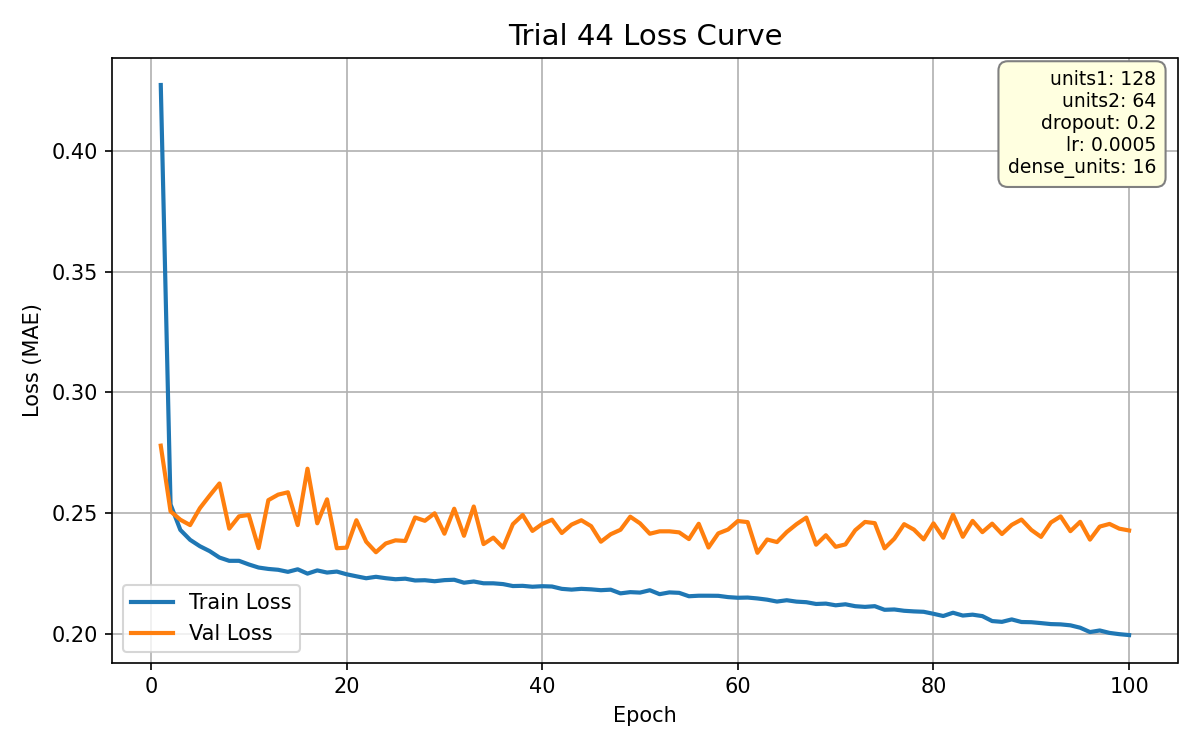 Trial 44 Loss Curve
units1: 128
units2: 64
dropout: 0.2
lr: 0.0005
dense_units: 16
Loss (MAE)
0.40
0.35
0.30
0.25
0.20
Train Loss
Val Loss
0 20 40 60 80 100
Epoch